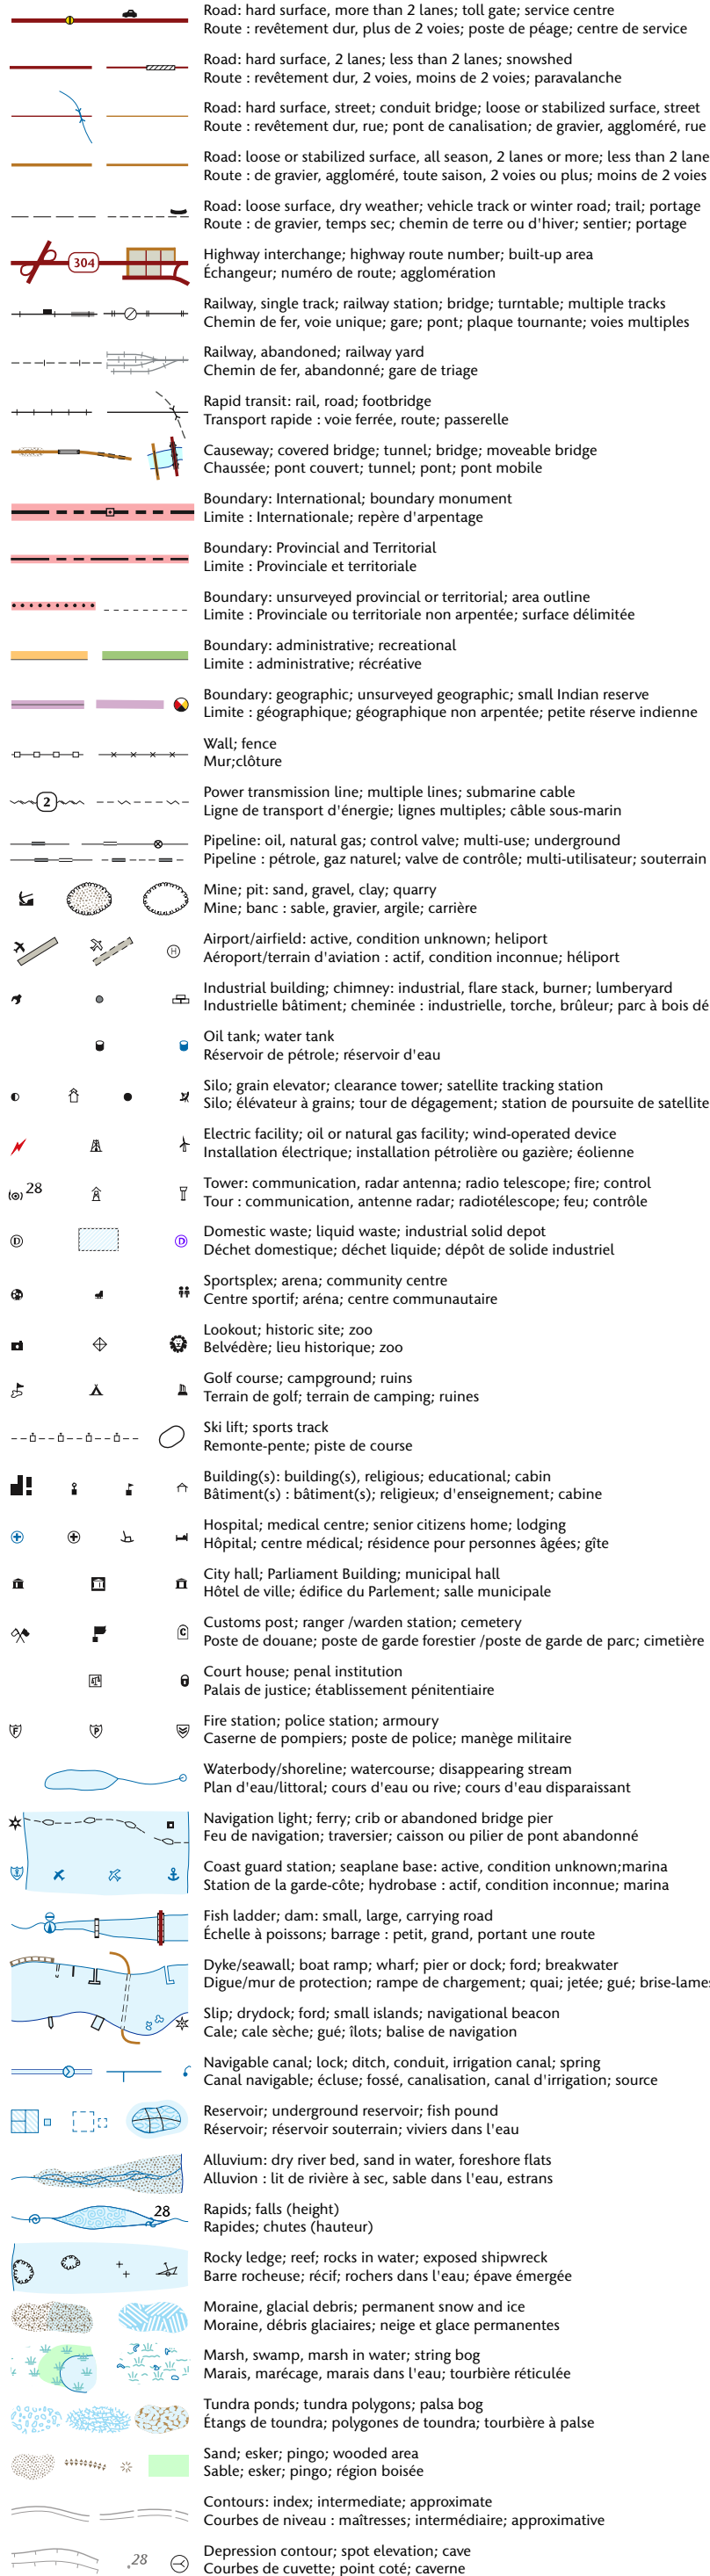 Road: hard surface, more than 2 lanes; toll gate; service centre
Route : revêtement dur, plus de 2 voies; poste de péage; centre de service
Road: hard surface, 2 lanes; less than 2 lanes; snowshed
Route : revêtement dur, 2 voies, moins de 2 voies; paravalanche
Road: hard surface, street; conduit bridge; loose or stabilized surface, street
Route : revêtement dur, rue; pont de canalisation; de gravier, aggloméré, rue
Road: loose or stabilized surface, all season, 2 lanes or more; less than 2 lane
Route : de gravier, aggloméré, toute saison, 2 voies ou plus; moins de 2 voies
Road: loose surface, dry weather; vehicle track or winter road; trail; portage
Route : de gravier, temps sec; chemin de terre ou d'hiver; sentier; portage
304
Highway interchange; highway route number; built-up area
Échangeur; numéro de route; agglomération
Railway, single track; railway station; bridge; turntable; multiple tracks
Chemin de fer, voie unique; gare; pont; plaque tournante; voies multiples
Railway, abandoned; railway yard
Chemin de fer, abandonné; gare de triage
Rapid transit: rail, road; footbridge
Transport rapide : voie ferrée, route; passerelle
Causeway; covered bridge; tunnel; bridge; moveable bridge
Chaussée; pont couvert; tunnel; pont; pont mobile
Boundary: International; boundary monument
Limite : Internationale; repère d'arpentage
Boundary: Provincial and Territorial
Limite : Provinciale et territoriale
Boundary: unsurveyed provincial or territorial; area outline
Limite : Provinciale ou territoriale non arpentée; surface délimitée
Boundary: administrative; recreational
Limite : administrative; récréative
Boundary: geographic; unsurveyed geographic; small Indian reserve
Limite : géographique; géographique non arpentée; petite réserve indienne
Wall; fence
Mur;clôture
2
Power transmission line; multiple lines; submarine cable
Ligne de transport d'énergie; lignes multiples; câble sous-marin
Pipeline: oil, natural gas; control valve; multi-use; underground
Pipeline : pétrole, gaz naturel; valve de contrôle; multi-utilisateur; souterrain
Mine; pit: sand, gravel, clay; quarry
Mine; banc : sable, gravier, argile; carrière
H
Airport/airfield: active, condition unknown; heliport
Aéroport/terrain d'aviation : actif, condition inconnue; héliport
Industrial building; chimney: industrial, flare stack, burner; lumberyard
Industrielle bâtiment; cheminée : industrielle, torche, brûleur; parc à bois dé
Oil tank; water tank
Réservoir de pétrole; réservoir d'eau
Silo; grain elevator; clearance tower; satellite tracking station
Silo; élévateur à grains; tour de dégagement; station de poursuite de satellite
Electric facility; oil or natural gas facility; wind-operated device
Installation électrique; installation pétrolière ou gazière; éolienne
28
Tower: communication, radar antenna; radio telescope; fire; control
Tour : communication, antenne radar; radiotélescope; feu; contrôle
D D
Domestic waste; liquid waste; industrial solid depot
Déchet domestique; déchet liquide; dépôt de solide industriel
Sportsplex; arena; community centre
Centre sportif; aréna; centre communautaire
Lookout; historic site; zoo
Belvédère; lieu historique; zoo
Golf course; campground; ruins
Terrain de golf; terrain de camping; ruines
Ski lift; sports track
Remonte-pente; piste de course
Building(s): building(s), religious; educational; cabin
Bâtiment(s) : bâtiment(s); religieux; d'enseignement; cabine
Hospital; medical centre; senior citizens home; lodging
Hôpital; centre médical; résidence pour personnes âgées; gîte
City hall; Parliament Building; municipal hall
Hôtel de ville; édifice du Parlement; salle municipale
C
Customs post; ranger /warden station; cemetery
Poste de douane; poste de garde forestier /poste de garde de parc; cimetière
Court house; penal institution
Palais de justice; établissement pénitentiaire
F P
Fire station; police station; armoury
Caserne de pompiers; poste de police; manège militaire
Waterbody/shoreline; watercourse; disappearing stream
Plan d'eau/littoral; cours d'eau ou rive; cours d'eau disparaissant
Navigation light; ferry; crib or abandoned bridge pier
Feu de navigation; traversier; caisson ou pilier de pont abandonné
Coast guard station; seaplane base: active, condition unknown;marina
Station de la garde-côte; hydrobase : actif, condition inconnue; marina
Fish ladder; dam: small, large, carrying road
Échelle à poissons; barrage : petit, grand, portant une route
Dyke/seawall; boat ramp; wharf; pier or dock; ford; breakwater
Digue/mur de protection; rampe de chargement; quai; jetée; gué; brise-lames
Slip; drydock; ford; small islands; navigational beacon
Cale; cale sèche; gué; îlots; balise de navigation
Navigable canal; lock; ditch, conduit, irrigation canal; spring
Canal navigable; écluse; fossé, canalisation, canal d'irrigation; source
Reservoir; underground reservoir; fish pound
Réservoir; réservoir souterrain; viviers dans l'eau
Alluvium: dry river bed, sand in water, foreshore flats
Alluvion : lit de rivière à sec, sable dans l'eau, estrans
28
Rapids; falls (height)
Rapides; chutes (hauteur)
Rocky ledge; reef; rocks in water; exposed shipwreck
Barre rocheuse; récif; rochers dans l'eau; épave émergée
Moraine, glacial debris; permanent snow and ice
Moraine, débris glaciaires; neige et glace permanentes
Marsh, swamp, marsh in water; string bog
Marais, marécage, marais dans l'eau; tourbière réticulée
Tundra ponds; tundra polygons; palsa bog
Étangs de toundra; polygones de toundra; tourbière à palse
Sand; esker; pingo; wooded area
Sable; esker; pingo; région boisée
Contours: index; intermediate; approximate
Courbes de niveau : maîtresses; intermédiaire; approximative
.28
Depression contour; spot elevation; cave
Courbes de cuvette; point coté; caverne